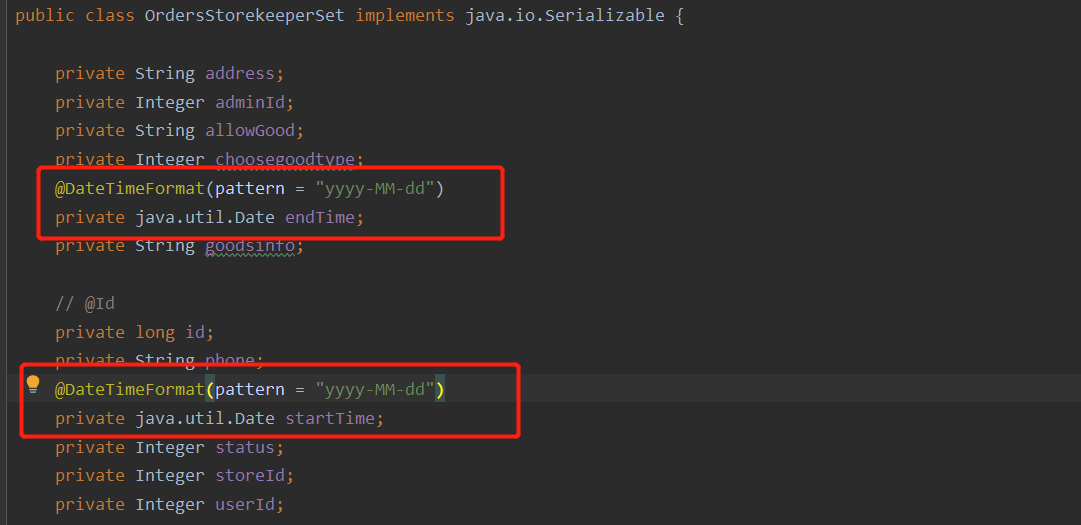 public class OrdersStorekeeperSet implements java.io.Serializable {
private String address;
private Integer adminId;
private String allowGood;
private Integer choosegoodtype;
@DateTimeFormat(pattern = "yyyy-MM-dd")
private java.util.Date endTime;
private String goodsinfo;
// @Id
private long id;
private String phone;
@DateTimeFormat(pattern = "yyyy-MM-dd")
private java.util.Date startTime;
private Integer status;
private Integer storeId;
private Integer userId;